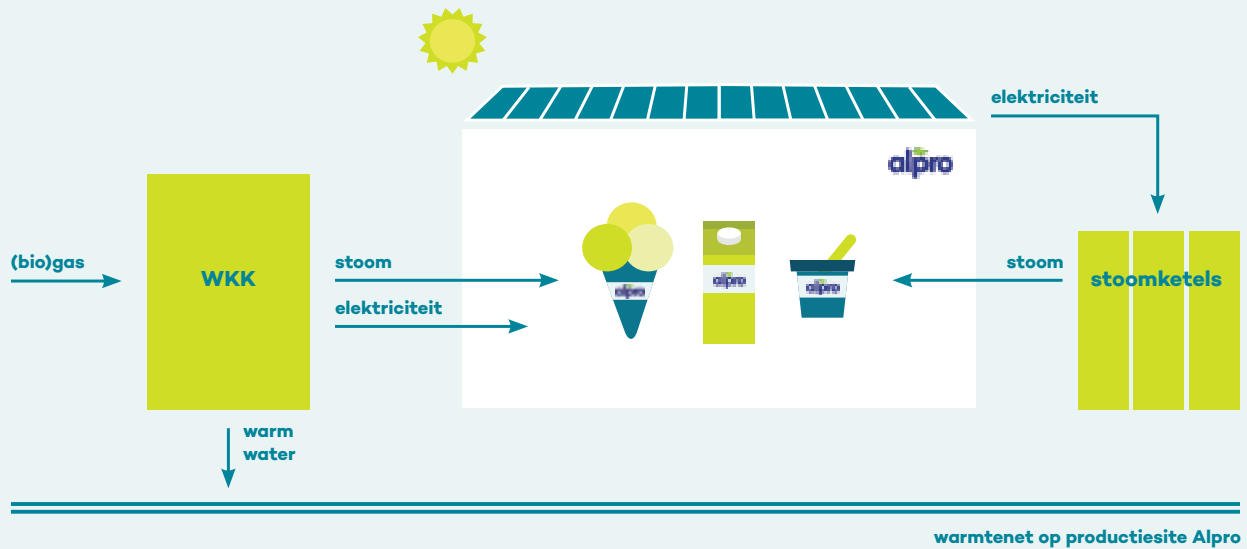 elektriciteit
alpro
(bio)gas
WKK
stoom
elektriciteit
alpro
alpro
alpro
stoom
stoomketels
warm
water
warmtenet op productiesite Alpro